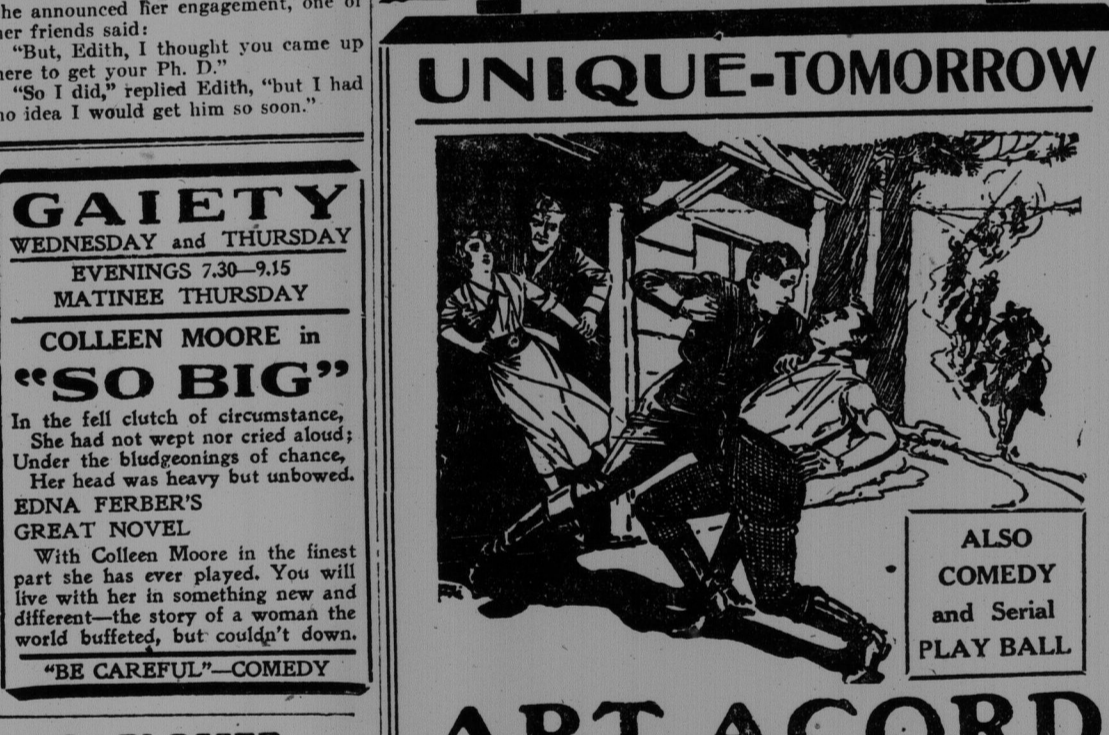 he announced her engagement, one of
her friends said:
"But, Edith, I thought you came up
here to get your Ph. D."
"So I did," replied Edith, "but I had
no idea I would get him so soon."
GAIETY
WEDNESDAY and THURSDAY
EVENINGS 7.30—9.15
MATINEE THURSDAY
COLLEEN MOORE in
"SO BIG"
In the fell clutch of circumstance,
She had not wept nor cried aloud;
Under the bludgeonings of chance,
Her head was heavy but unbowed.
EDNA FERBER'S
GREAT NOVEL
With Colleen Moore in the finest
part she has ever played. You will
live with her in something new and
different—the story of a woman the
world buffeted, but couldn't down.
"BE CAREFUL"—COMEDY
UNIQUE-TOMORROW
ALSO
COMEDY
and Serial
PLAY BALL
ART ACORD